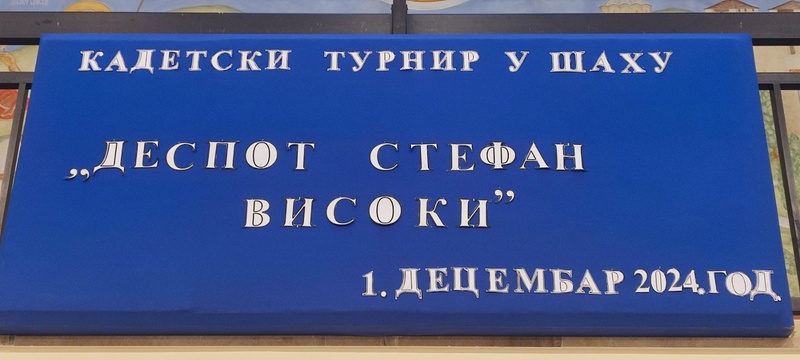 КАДЕТСКИ ТУРНИР У ШАХУ
„ДЕСПОТ СТЕФАН
ВИСОКИ”
1. ДЕЦЕМБАР 2024.ГОД.